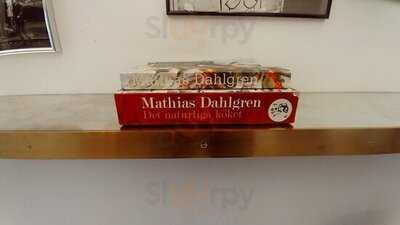 Mathias Dahlgren
Mathias Dahlgren
Det naturliga köket
Sluurpy
Sluurpy